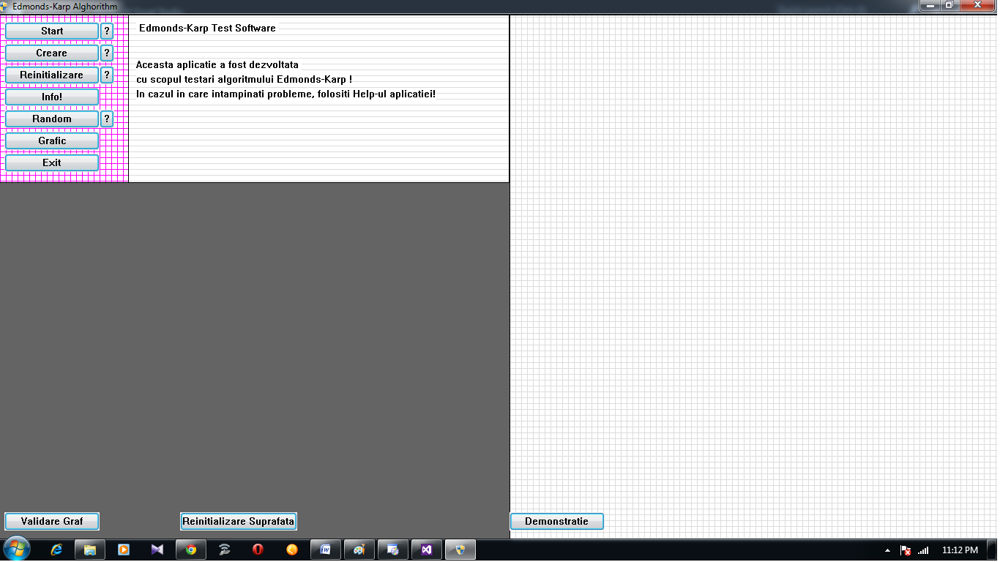 Edmonds-Karp Alghorithm
Start ?
Creare ?
Reinitializare ?
Info!
Random ?
Grafic
Exit
Edmonds-Karp Test Software
Aceasta aplicatie a fost dezvoltata
cu scopul testari algoritmului Edmonds-Karp !
In cazul in care intampinati probleme, folositi Help-ul aplicatiei!
Validare Graf
Reinitializare Suprafata
Demonstratie
11:12 PM